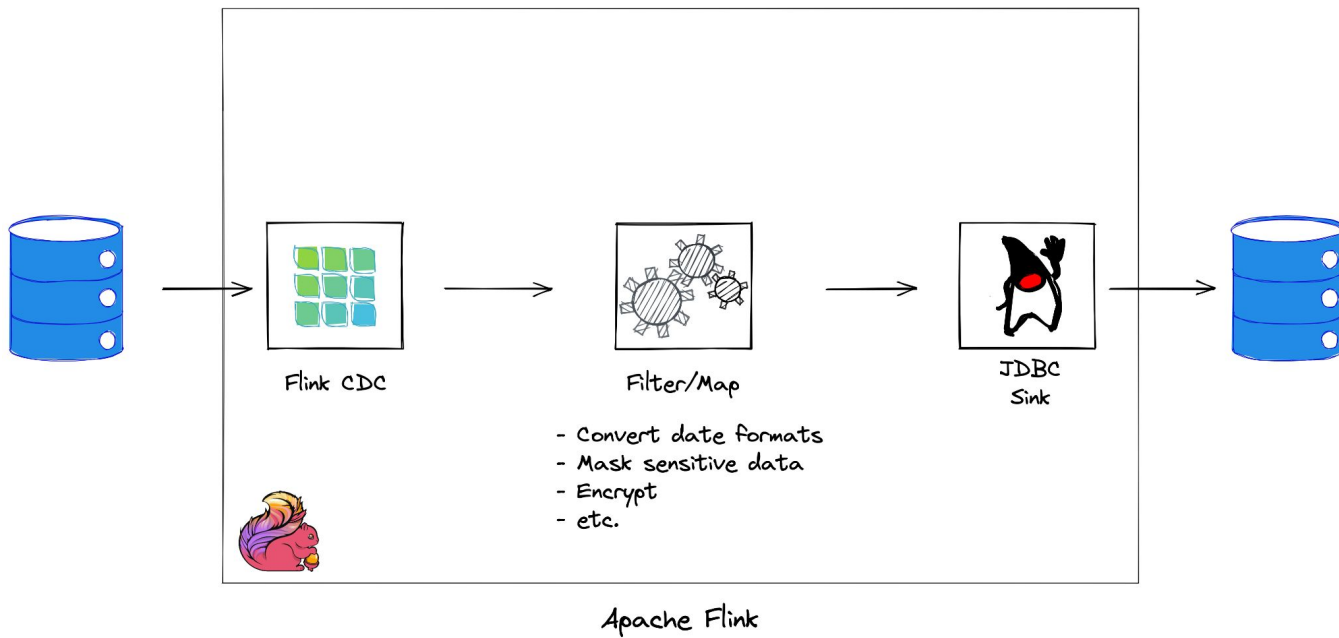 Flink CDC
Filter/Map
- Convert date formats
- Mask sensitive data
- Encrypt
- etc.
JDBC
Sink
Apache Flink